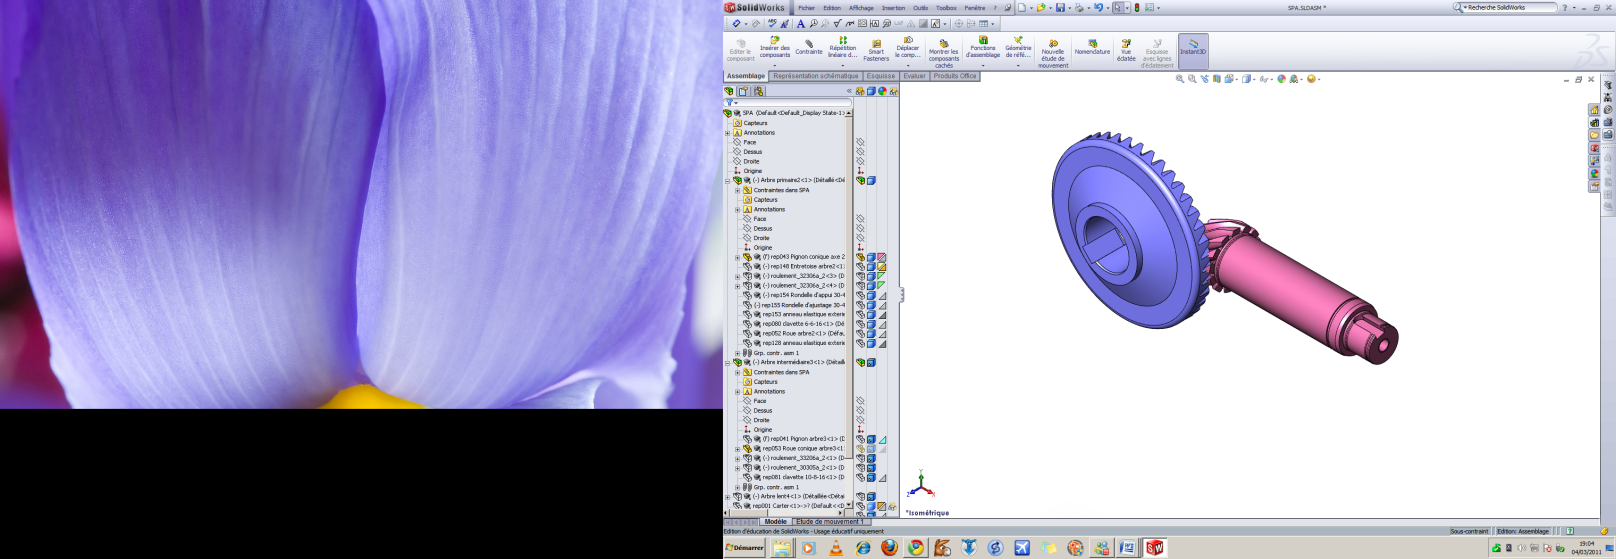 SolidWorks Fichier Edition Affichage Insertion Outils Toolbox Fenêtre ? SPA.SLDASM * Recherche SolidWorks
Editer le composant
Insérer des composants
Contrainte
Répétition linéaire d...
Smart Fasteners
Déplacer le comp...
Montrer les composants cachés
Fonctions d'assemblage
Géométrie de réfé...
Nouvelle étude de mouvement
Nomenclature
Vue éclatée
Esquisse avec lignes d'éclatement
Instant3D
Assemblage Représentation schématique Esquisse Evaluer Produits Office
SPA (Default<Default_Display State-1>
Capteurs
Annotations
Face
Dessus
Droite
Origine
(-) Arbre primaire2<1> (Détaillé<Dé
Contraintes dans SPA
Capteurs
Annotations
Face
Dessus
Droite
Origine
(f) rep043 Pignon conique axe 2
(-) rep148 Entretoise arbre2<1>
(-) roulement_32306a_2<3> (D
(-) roulement_32306a_2<4> (D
(-) rep154 Rondelle d'appui 30-4
(-) rep155 Rondelle d'ajustage 30-4
rep153 anneau elastique exterie
rep080 clavette 6-6-16<1> (Dé
rep052 Roue arbre2<1> (Défau
rep128 anneau elastique exterie
Grp. contr. asm 1
(-) Arbre intermédiaire3<1> (Détaill
Contraintes dans SPA
Capteurs
Annotations
Face
Dessus
Droite
Origine
(f) rep041 Pignon arbre3<1> (D
rep053 Roue conique arbre3<1
(-) roulement_33206a_2<1> (D
(-) roulement_30305a_2<1> (D
rep081 clavette 10-8-16<1> (D
Grp. contr. asm 1
(-) Arbre lent4<1> (Détaillée<Détai
rep001 Carter<1>->? (Default<<D
Y
Z X
*Isométrique
Modèle Etude de mouvement 1
Edition d'éducation de SolidWorks - Usage éducatif uniquement Sous-contraint Edition: Assemblage
Démarrer 19:04
04/03/2011